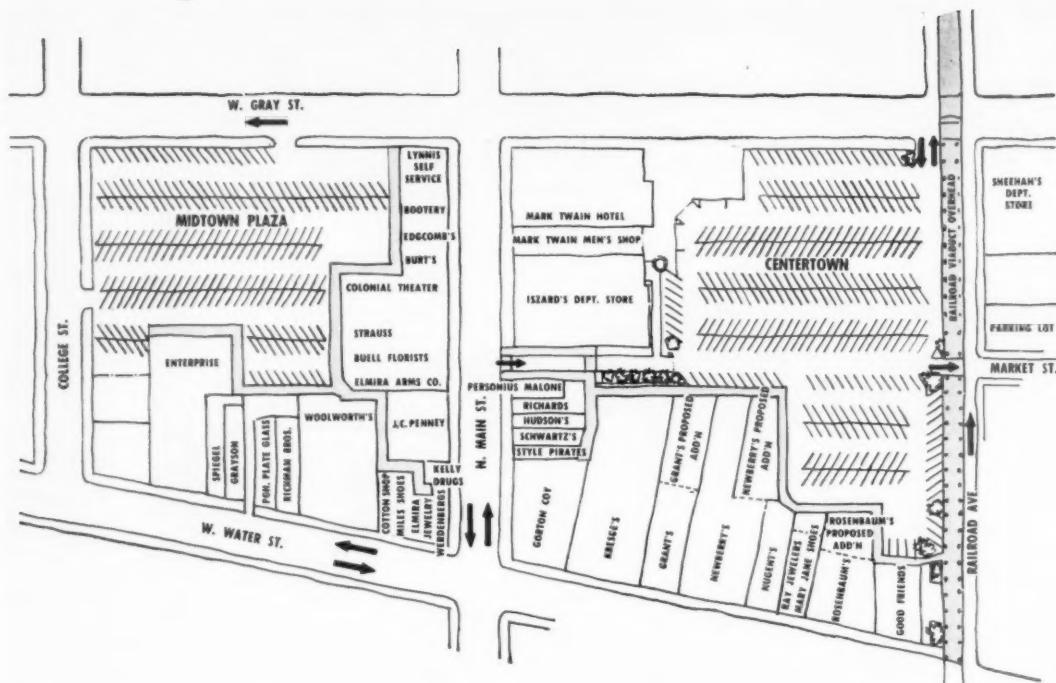 W. GRAY ST.
COLLEGE ST.
MIDTOWN PLAZA
LYNNIS
SELF
SERVICE
BOOTERY
EDGCOMB'S
BURT'S
COLONIAL THEATER
STRAUSS
BUELL FLORISTS
ELMIRA ARMS CO.
ENTERPRISE
SPIEGEL
GRAYSON
PGH. PLATE GLASS
RICHMAN BROS.
WOOLWORTH'S
J.C. PENNEY
KELLY
DRUGS
COTTON SHOP
MILES SHOES
ELMIRA
JEWELRY
WERDENBERGS
W. WATER ST.
N. MAIN ST.
MARK TWAIN HOTEL
MARK TWAIN MEN'S SHOP
ISZARD'S DEPT. STORE
PERSONIUS MALONE
RICHARDS
HUDSON'S
SCHWARTZ'S
STYLE PIRATES
CENTERTOWN
GORTON COY
KRESGE'S
GRANT'S PROPOSED
ADD'N
GRANT'S
NEWBERRY'S PROPOSED
ADD'N
NEWBERRY'S
NUGENT'S
RAY JEWELERS
MARY JANE SHOES
ROSENBAUM'S
PROPOSED
ADD'N
ROSENBAUM'S
GOOD FRIENDS
RAILROAD VIADUCT OVERHEAD
SHEEHAN'S
DEPT.
STORE
PARKING LOT
MARKET ST.
RAILROAD AVE.